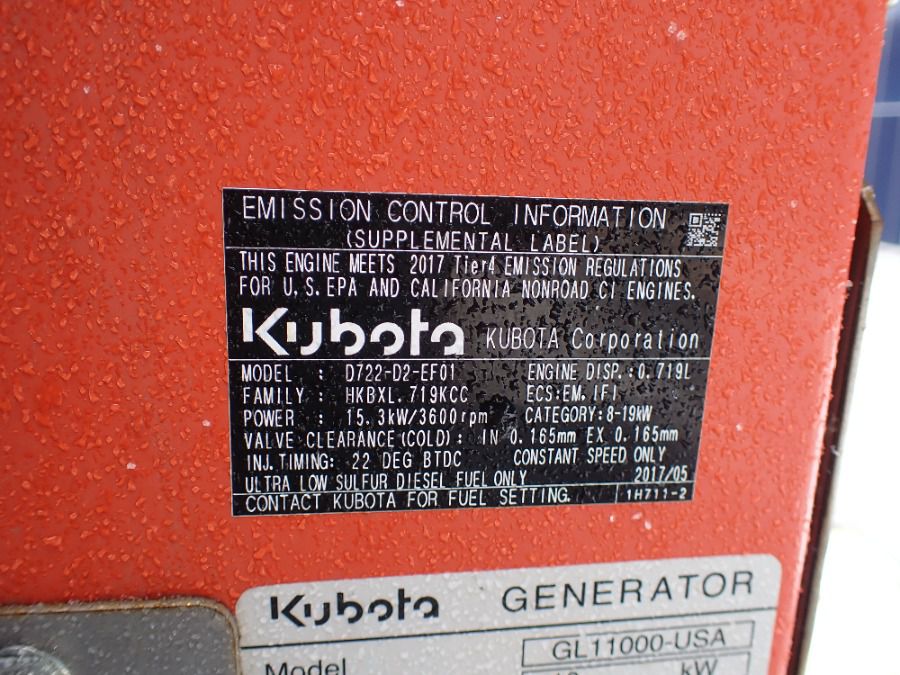 EMISSION CONTROL INFORMATION
(SUPPLEMENTAL LABEL)
THIS ENGINE MEETS 2017 Tier4 EMISSION REGULATIONS
FOR U.S.EPA AND CALIFORNIA NONROAD CI ENGINES.
Kubota KUBOTA Corporation
MODEL : D722-D2-EF01 ENGINE DISP.:0.719L
FAMILY : HKBXL.719KCC ECS:EM,IFI
POWER : 15.3kW/3600rpm CATEGORY:8-19kW
VALVE CLEARANCE(COLD): IN 0.165mm EX 0.165mm
INJ.TIMING: 22 DEG BTDC CONSTANT SPEED ONLY
ULTRA LOW SULFUR DIESEL FUEL ONLY 2017/05
CONTACT KUBOTA FOR FUEL SETTING. 1H711-2
Kubota GENERATOR
GL11000-USA
Model kW